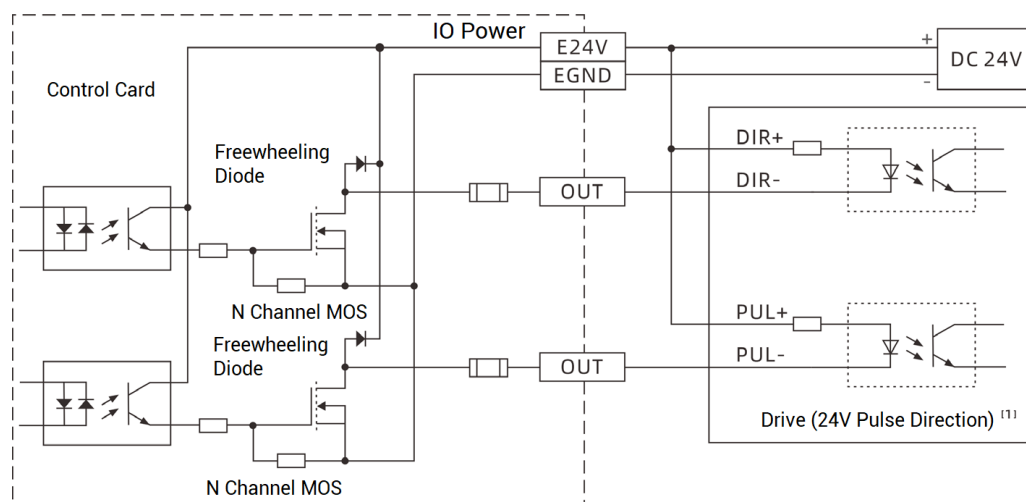 IO Power
E24V
+
DC 24V
EGND
-
Control Card
DIR+
Freewheeling
Diode
DIR-
OUT
N Channel MOS
PUL+
Freewheeling
Diode
PUL-
OUT
Drive (24V Pulse Direction) [1]
N Channel MOS